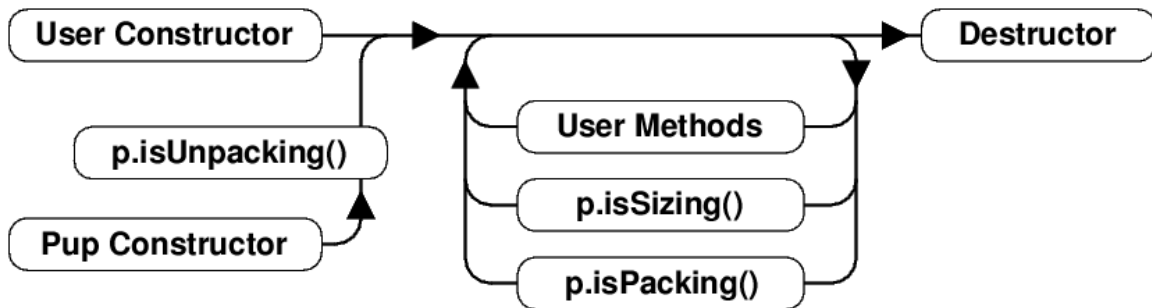 User Constructor
Destructor
User Methods
p.isUnpacking()
p.isSizing()
Pup Constructor
p.isPacking()